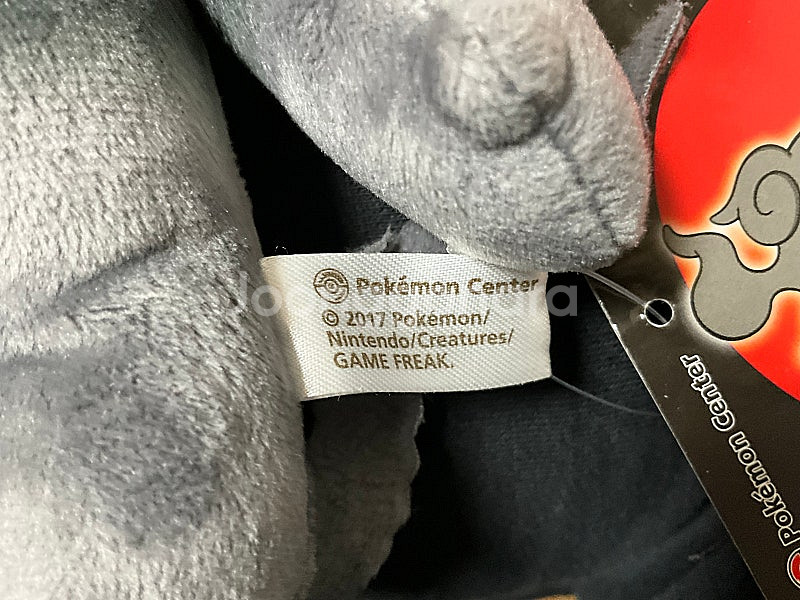 Pokémon Center
© 2017 Pokémon/
Nintendo/Creatures/
GAME FREAK.
Pokémon Center